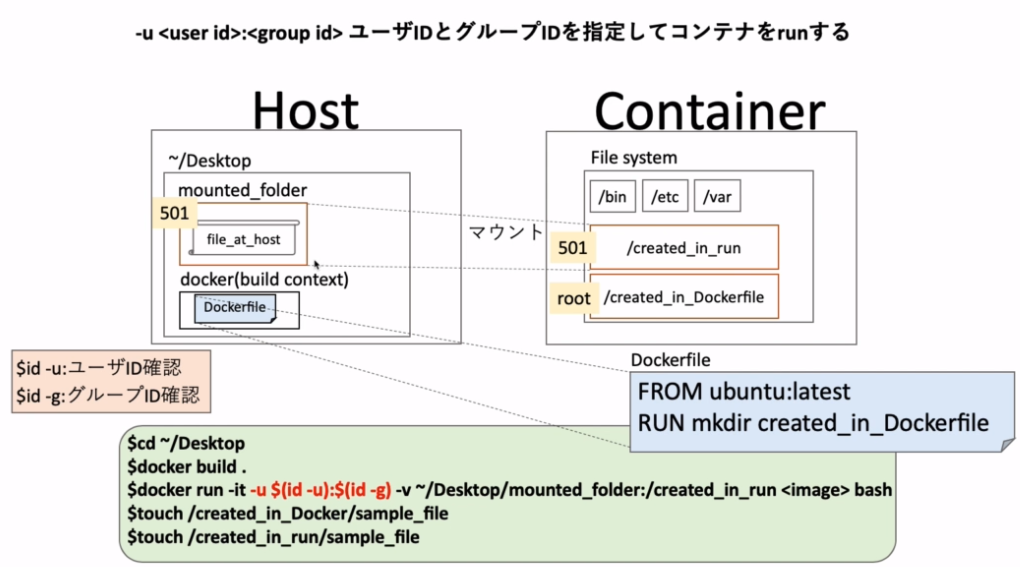 -u <user id>:<group id> ユーザIDとグループIDを指定してコンテナをrunする
Host
Container
~/Desktop
mounted_folder
501
file_at_host
docker(build context)
Dockerfile
マウント
File system
/bin
/etc
/var
501
/created_in_run
root
/created_in_Dockerfile
$id -u:ユーザID確認
$id -g:グループID確認
Dockerfile
FROM ubuntu:latest
RUN mkdir created_in_Dockerfile
$cd ~/Desktop
$docker build .
$docker run -it -u $(id -u):$(id -g) -v ~/Desktop/mounted_folder:/created_in_run <image> bash
$touch /created_in_Docker/sample_file
$touch /created_in_run/sample_file